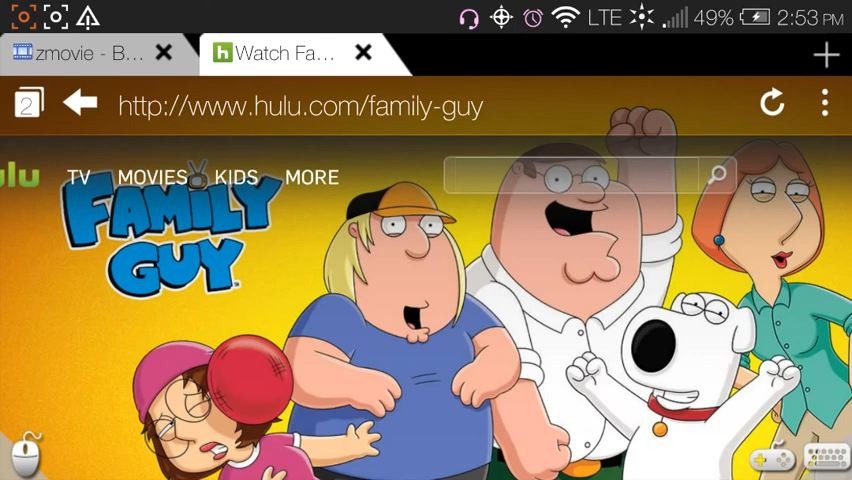 LTE 49% 2:53 PM
zmovie - B... Watch Fa...
2 http://www.hulu.com/family-guy
ulu TV MOVIES KIDS MORE
FAMILY
GUY